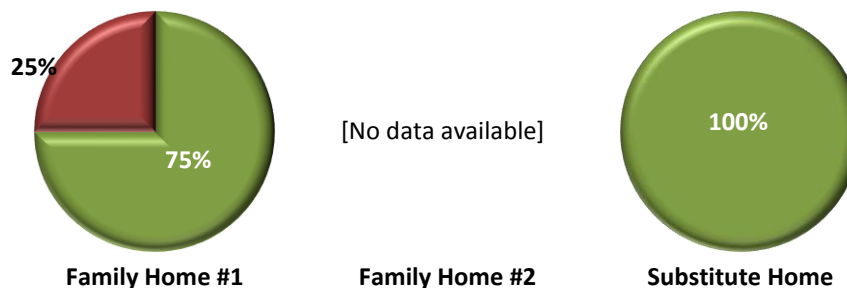 25%
75%
[No data available]
100%
Family Home #1
Family Home #2
Substitute Home